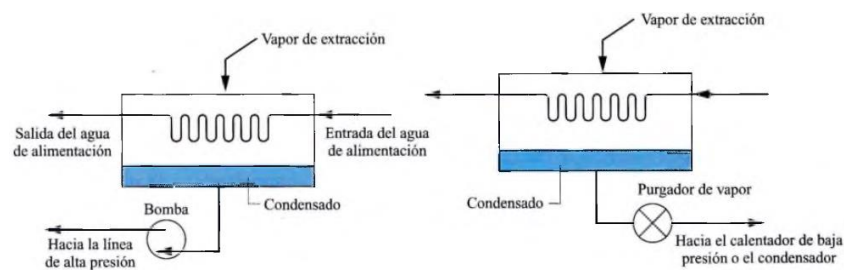 Vapor de extracción
Salida del agua
de alimentación
Entrada del agua
de alimentación
Bomba
Condensado
Hacia la línea
de alta presión
Vapor de extracción
Condensado
Purgador de vapor
Hacia el calentador de baja
presión o el condensador